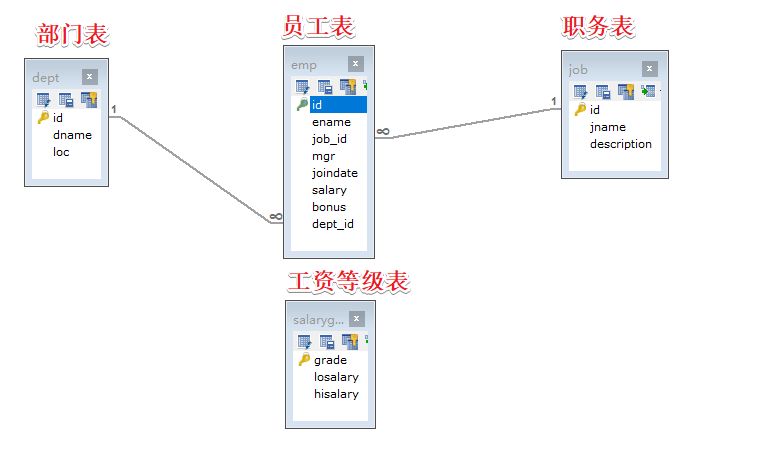 部门表
员工表
职务表
dept
id
dname
loc
emp
id
ename
job_id
mgr
joindate
salary
bonus
dept_id
job
id
jname
description
1
∞
∞
1
工资等级表
salaryg...
grade
losalary
hisalary